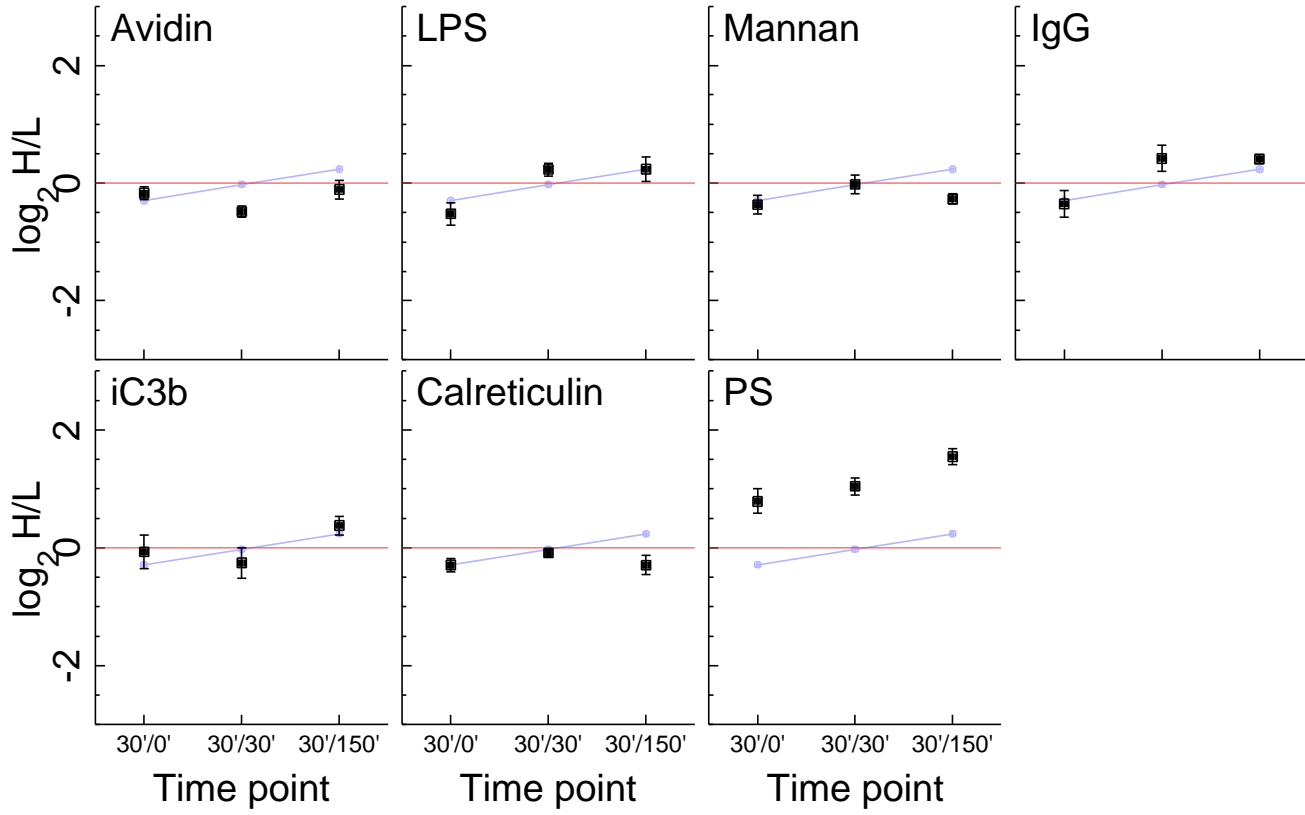 Avidin LPS Mannan IgG
log₂ H/L
2
0
-2
iC3b Calreticulin PS
log₂ H/L
2
0
-2
30'/0' 30'/30' 30'/150' 30'/0' 30'/30' 30'/150' 30'/0' 30'/30' 30'/150'
Time point Time point Time point